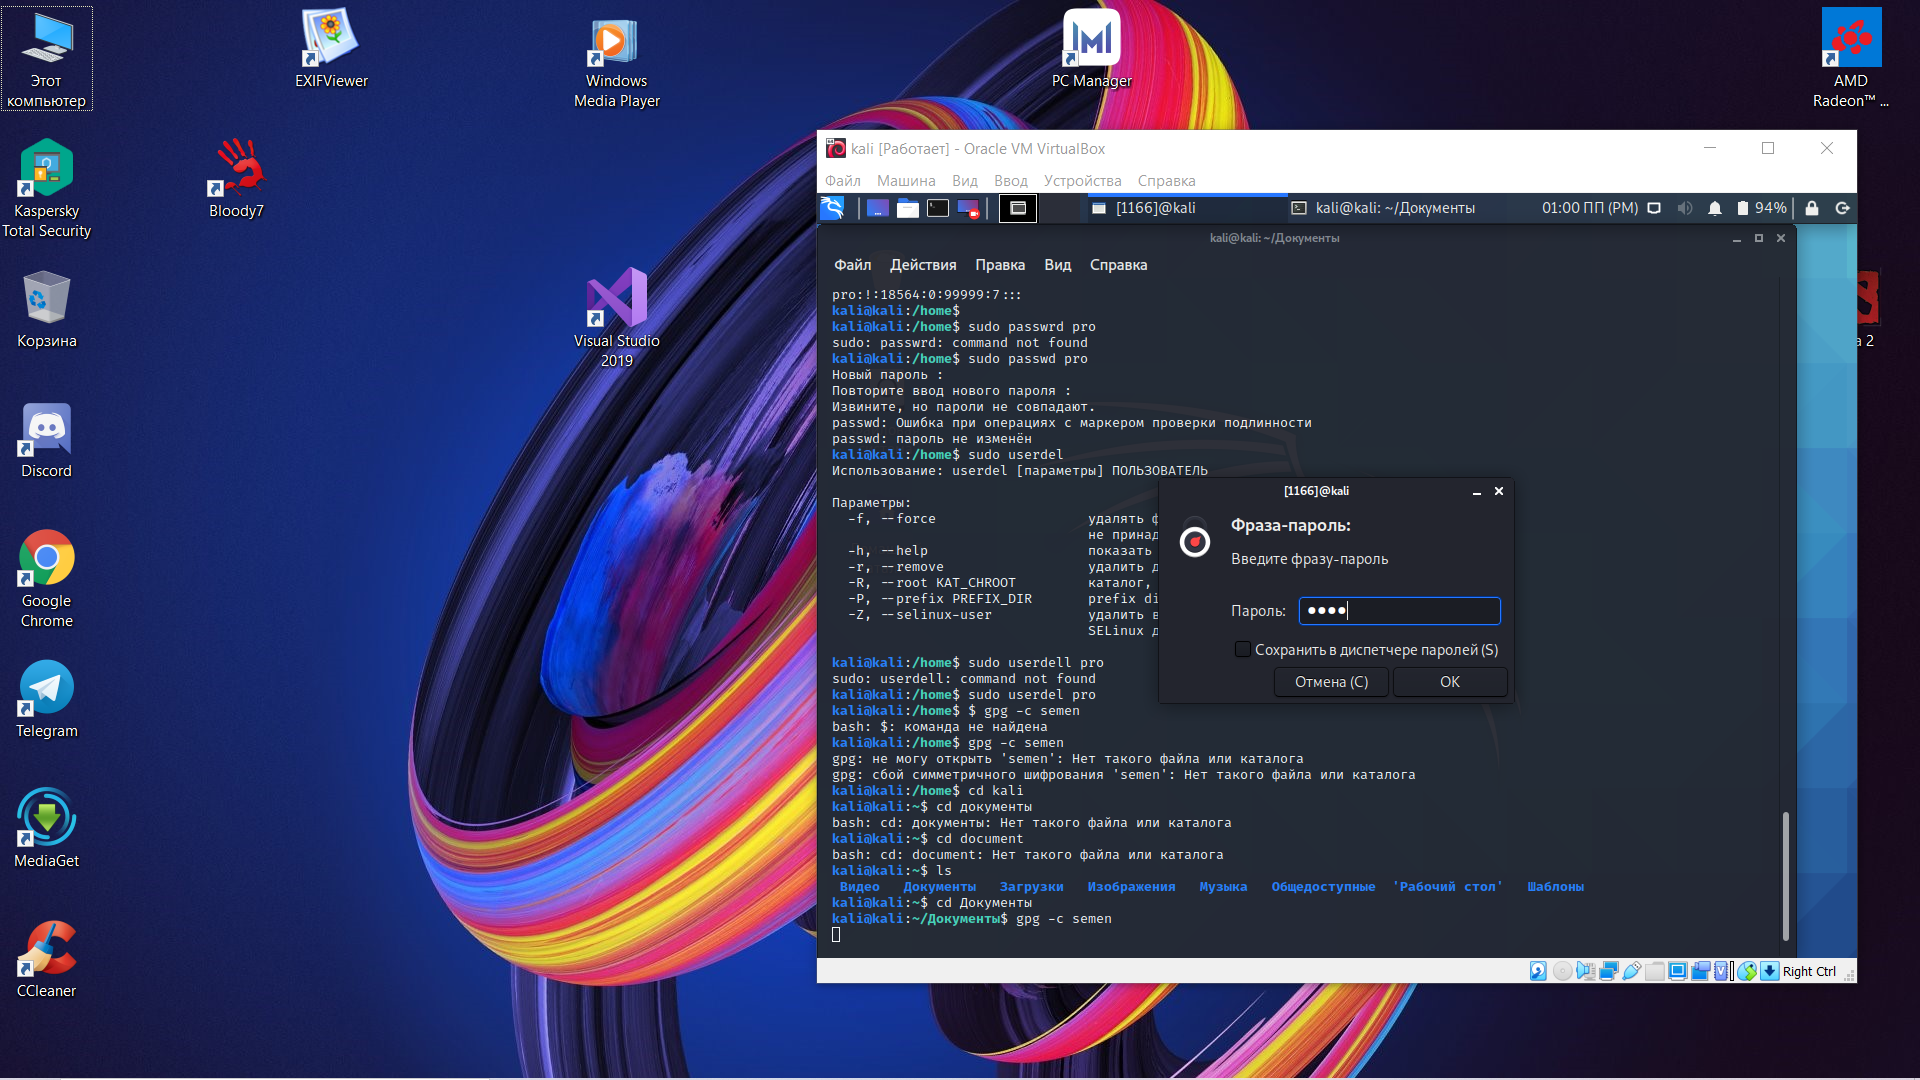 Этот
компьютер
EXIFViewer
Windows
Media Player
PC Manager
AMD
Radeon™ ...
Kaspersky
Total Security
Bloody7
Корзина
Visual Studio
2019
a 2
Discord
Google
Chrome
Telegram
MediaGet
CCleaner
kali [Работает] - Oracle VM VirtualBox
Файл Машина Вид Ввод Устройства Справка
[1166]@kali kali@kali: ~/Документы 01:00 ПП (PM) 94%
kali@kali: ~/Документы
Файл Действия Правка Вид Справка
pro:!:18564:0:99999:7:::
kali@kali:/home$
kali@kali:/home$ sudo passwrd pro
sudo: passwrd: command not found
kali@kali:/home$ sudo passwd pro
Новый пароль :
Повторите ввод нового пароля :
Извините, но пароли не совпадают.
passwd: Ошибка при операциях с маркером проверки подлинности
passwd: пароль не изменён
kali@kali:/home$ sudo userdel
Использование: userdel [параметры] ПОЛЬЗОВАТЕЛЬ
Параметры:
-f, --force удалять ф
не принад
-h, --help показать
-r, --remove удалить д
-R, --root KAT_CHROOT каталог,
-P, --prefix PREFIX_DIR prefix di
-Z, --selinux-user удалить в
SELinux д
kali@kali:/home$ sudo userdell pro
sudo: userdell: command not found
kali@kali:/home$ sudo userdel pro
kali@kali:/home$ $ gpg -c semen
bash: $: команда не найдена
kali@kali:/home$ gpg -c semen
gpg: не могу открыть 'semen': Нет такого файла или каталога
gpg: сбой симметричного шифрования 'semen': Нет такого файла или каталога
kali@kali:/home$ cd kali
kali@kali:~$ cd документы
bash: cd: документы: Нет такого файла или каталога
kali@kali:~$ cd document
bash: cd: document: Нет такого файла или каталога
kali@kali:~$ ls
Видео Документы Загрузки Изображения Музыка Общедоступные 'Рабочий стол' Шаблоны
kali@kali:~$ cd Документы
kali@kali:~/Документы$ gpg -c semen
[1166]@kali
Фраза-пароль:
Введите фразу-пароль
Пароль: ●●●●
Сохранить в диспетчере паролей (S)
Отмена (C) OK
Right Ctrl